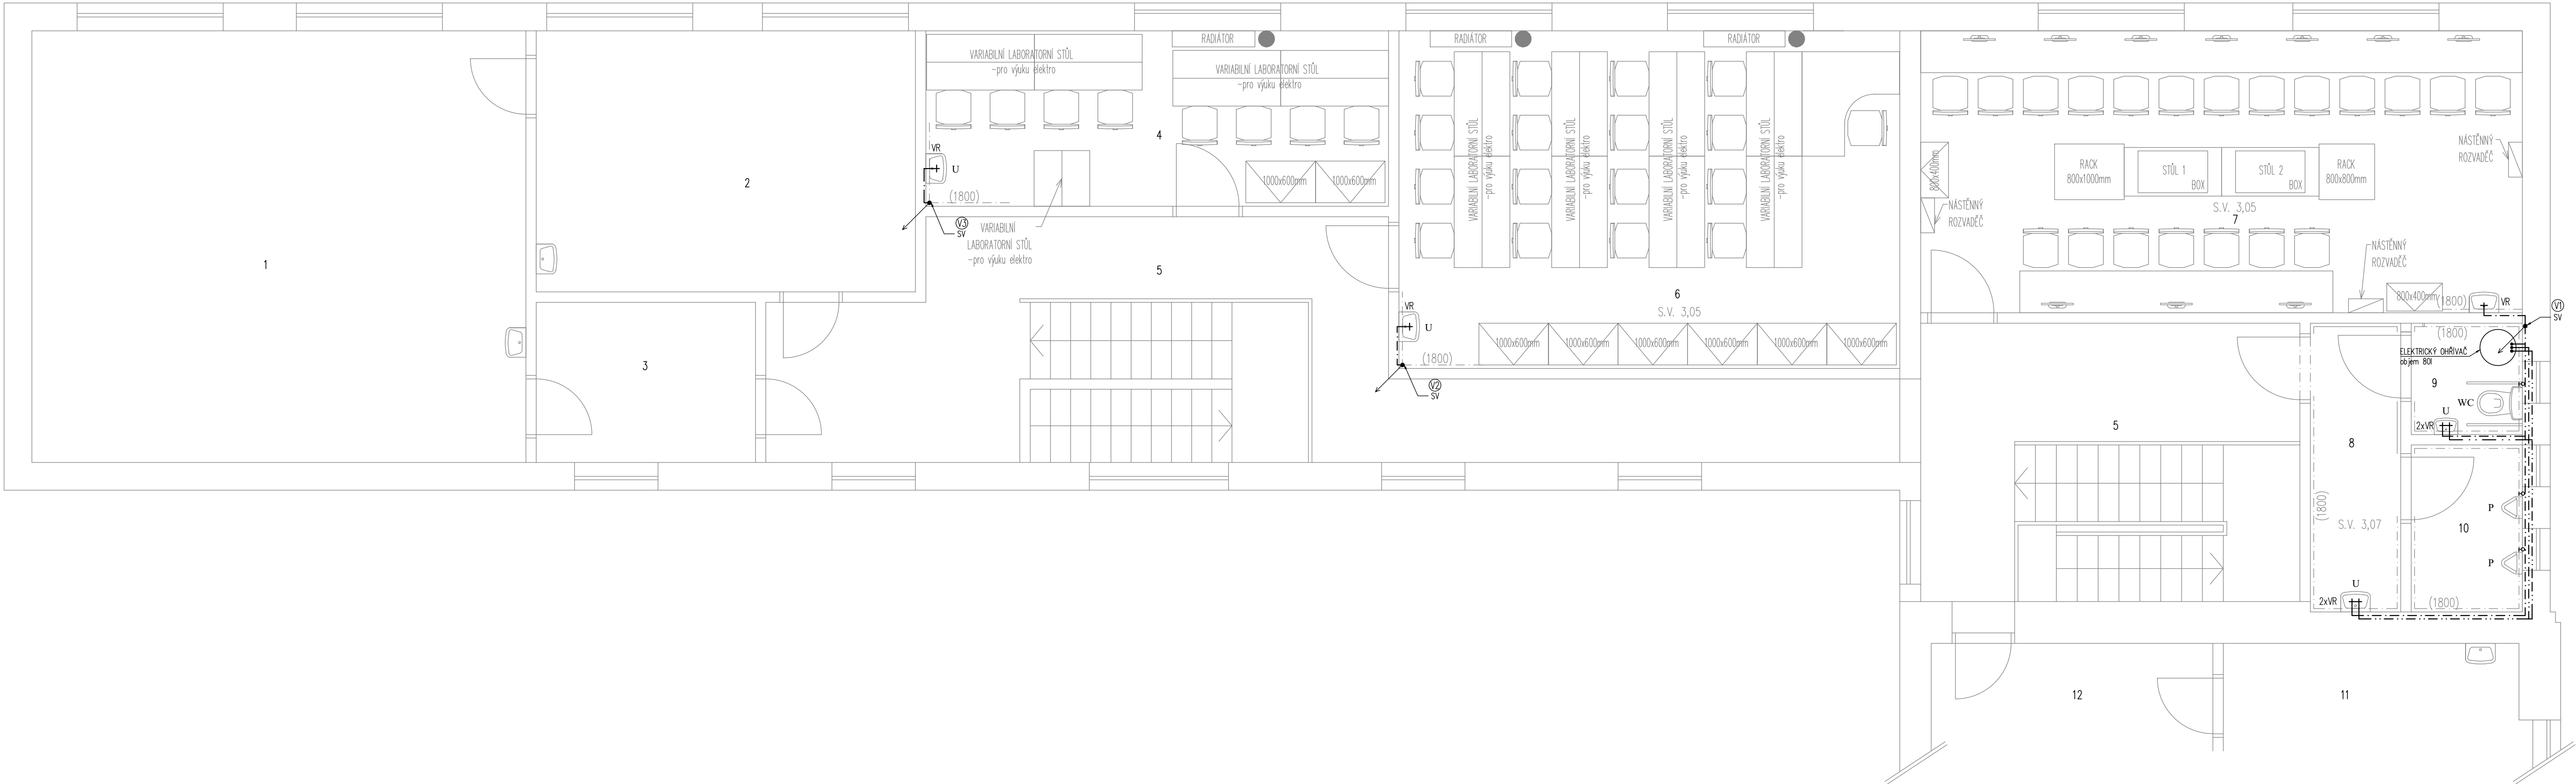 RADIÁTOR
RADIÁTOR
RADIÁTOR
VARIABILNÍ LABORATORNÍ STŮL
-pro výuku elektro
VARIABILNÍ LABORATORNÍ STŮL
-pro výuku elektro
4
VR
U
(1800)
V3
SV
1000x600mm
1000x600mm
VARIABILNÍ
LABORATORNÍ STŮL
-pro výuku elektro
1
2
3
5
VARIABILNÍ LABORATORNÍ STŮL
-pro výuku elektro
VARIABILNÍ LABORATORNÍ STŮL
-pro výuku elektro
VARIABILNÍ LABORATORNÍ STŮL
-pro výuku elektro
VARIABILNÍ LABORATORNÍ STŮL
-pro výuku elektro
6
S.V. 3,05
VR
U
(1800)
V2
SV
1000x600mm
1000x600mm
1000x600mm
1000x600mm
1000x600mm
1000x600mm
800x400mm
NÁSTĚNNÝ
ROZVADĚČ
RACK
800x1000mm
STŮL 1
BOX
STŮL 2
BOX
RACK
800x800mm
S.V. 3,05
7
NÁSTĚNNÝ
ROZVADĚČ
NÁSTĚNNÝ
ROZVADĚČ
800x400mm
(1800)
VR
V1
SV
(1800)
ELEKTRICKÝ OHŘÍVAČ
objem 80l
9
WC
U
2xVR
5
8
(1800)
S.V. 3,07
P
10
P
U
2xVR
(1800)
12
11